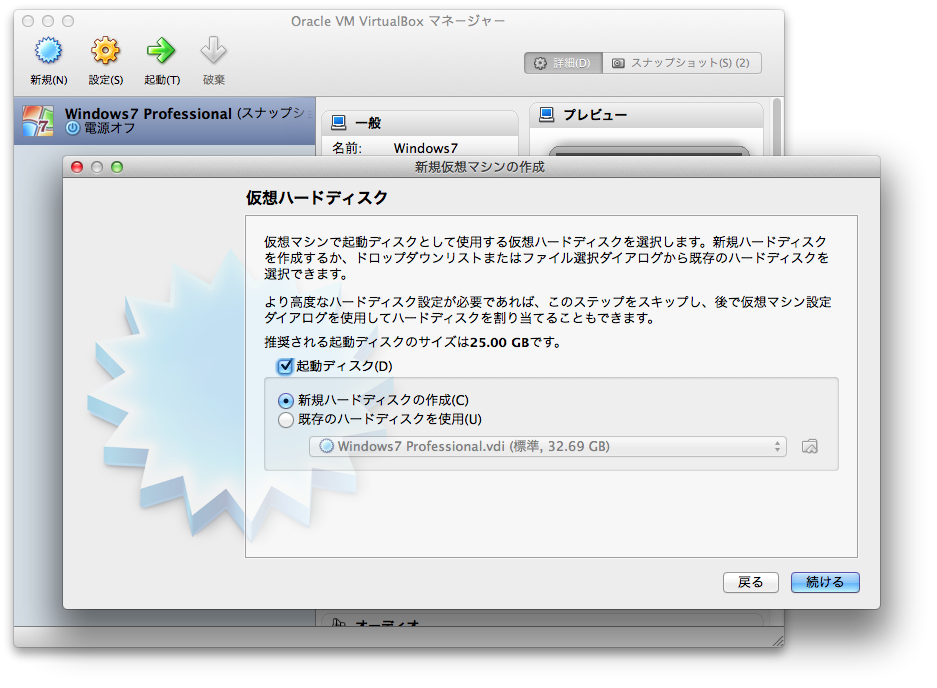 Oracle VM VirtualBox マネージャー
新規(N)
設定(S)
起動(T)
破棄
詳細(D)
スナップショット(S) (2)
Windows7 Professional (スナップシ
電源オフ
一般
名前: Windows7
プレビュー
新規仮想マシンの作成
仮想ハードディスク
仮想マシンで起動ディスクとして使用する仮想ハードディスクを選択します。新規ハードディスク
を作成するか、ドロップダウンリストまたはファイル選択ダイアログから既存のハードディスクを
選択できます。
より高度なハードディスク設定が必要であれば、このステップをスキップし、後で仮想マシン設定
ダイアログを使用してハードディスクを割り当てることもできます。
推奨される起動ディスクのサイズは25.00 GBです。
起動ディスク(D)
新規ハードディスクの作成(C)
既存のハードディスクを使用(U)
Windows7 Professional.vdi (標準, 32.69 GB)
戻る
続ける
オーディオ